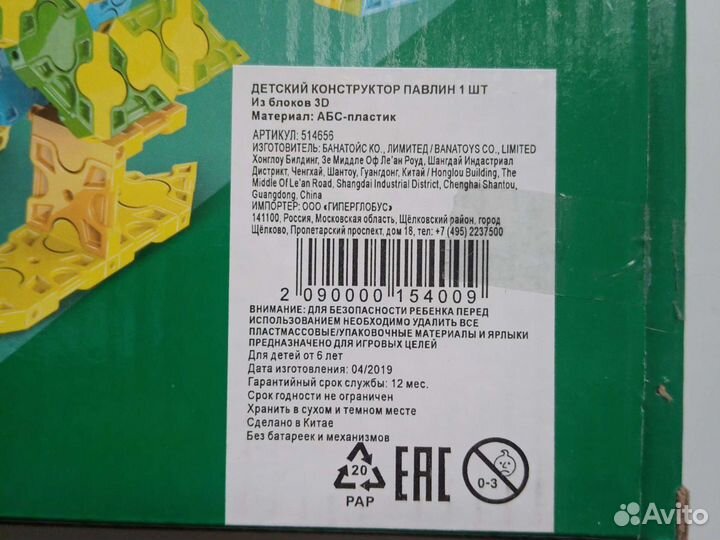 ДЕТСКИЙ КОНСТРУКТОР ПАВЛИН 1 ШТ
Из блоков 3D
Материал: АБС-пластик
АРТИКУЛ: 514656
ИЗГОТОВИТЕЛЬ: БАНАТОЙС КО., ЛИМИТЕД / BANATOYS CO., LIMITED
Хонглоу Билдинг, Зе Миддле Оф Ле'ан Роуд, Шангдай Индастриал
Дистрикт, Ченгхай, Шантоу, Гуангдонг, Китай / Honglou Building, The
Middle Of Le'an Road, Shangdai Industrial District, Chenghai Shantou,
Guangdong, China
ИМПОРТЕР: ООО «ГИПЕРГЛОБУС»
141100, Россия, Московская область, Щёлковский район, город
Щёлково, Пролетарский проспект, дом 18, тел: +7 (495) 2237500
2 090000 154009
ВНИМАНИЕ: ДЛЯ БЕЗОПАСНОСТИ РЕБЕНКА ПЕРЕД
ИСПОЛЬЗОВАНИЕМ НЕОБХОДИМО УДАЛИТЬ ВСЕ
ПЛАСТМАССОВЫЕ/УПАКОВОЧНЫЕ МАТЕРИАЛЫ И ЯРЛЫКИ
ПРЕДНАЗНАЧЕНО ДЛЯ ИГРОВЫХ ЦЕЛЕЙ
Для детей от 6 лет
Дата изготовления: 04/2019
Гарантийный срок службы: 12 мес.
Срок годности не ограничен
Хранить в сухом и темном месте
Сделано в Китае
Без батареек и механизмов
20
PAP
EAC
0-3
Avito